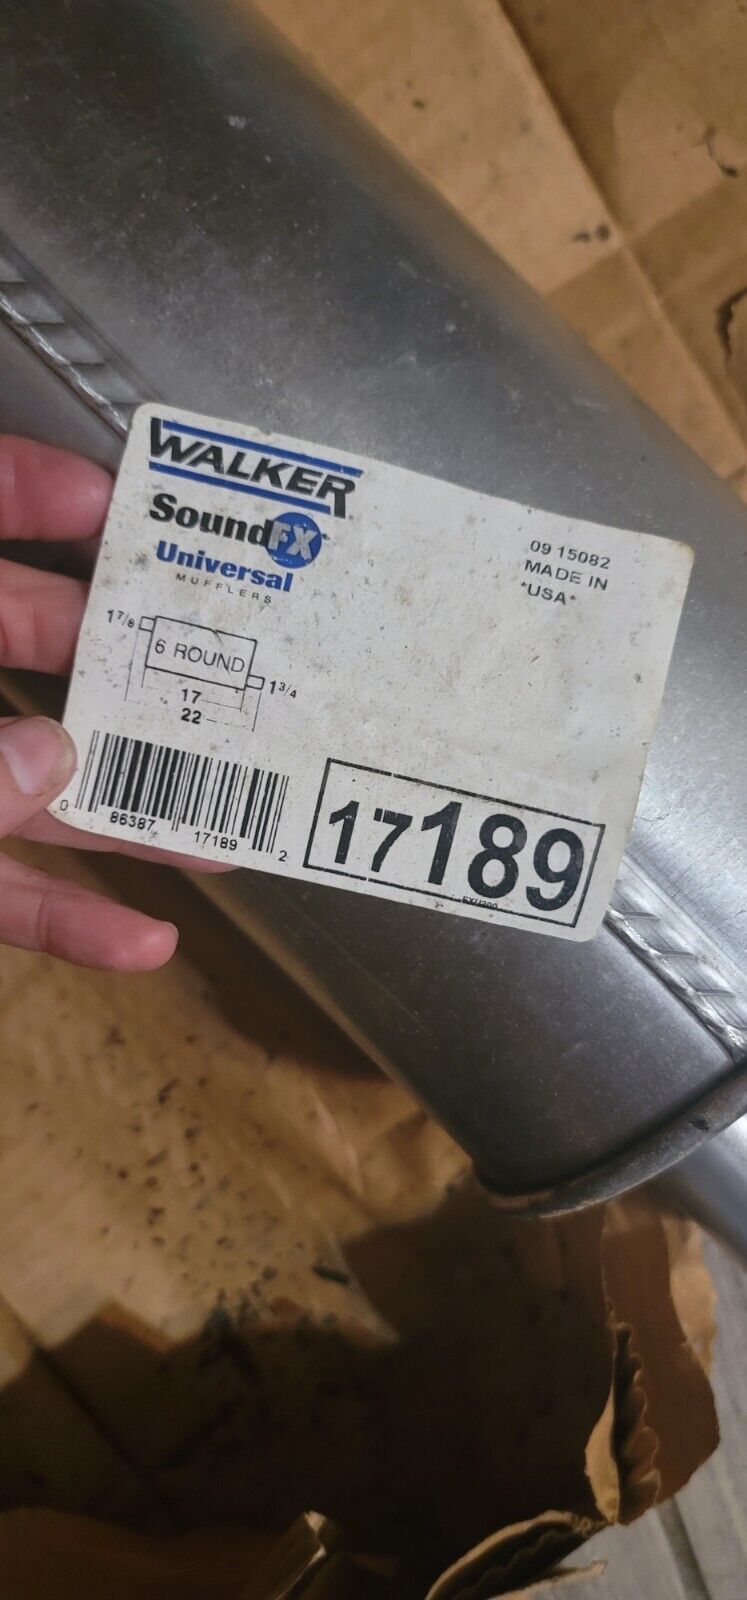 WALKER
SoundFX
Universal
MUFFLERS
09 15082
MADE IN
*USA*
1 7/8
6 ROUND
1 3/4
17
22
0 86387 17189 2
17189